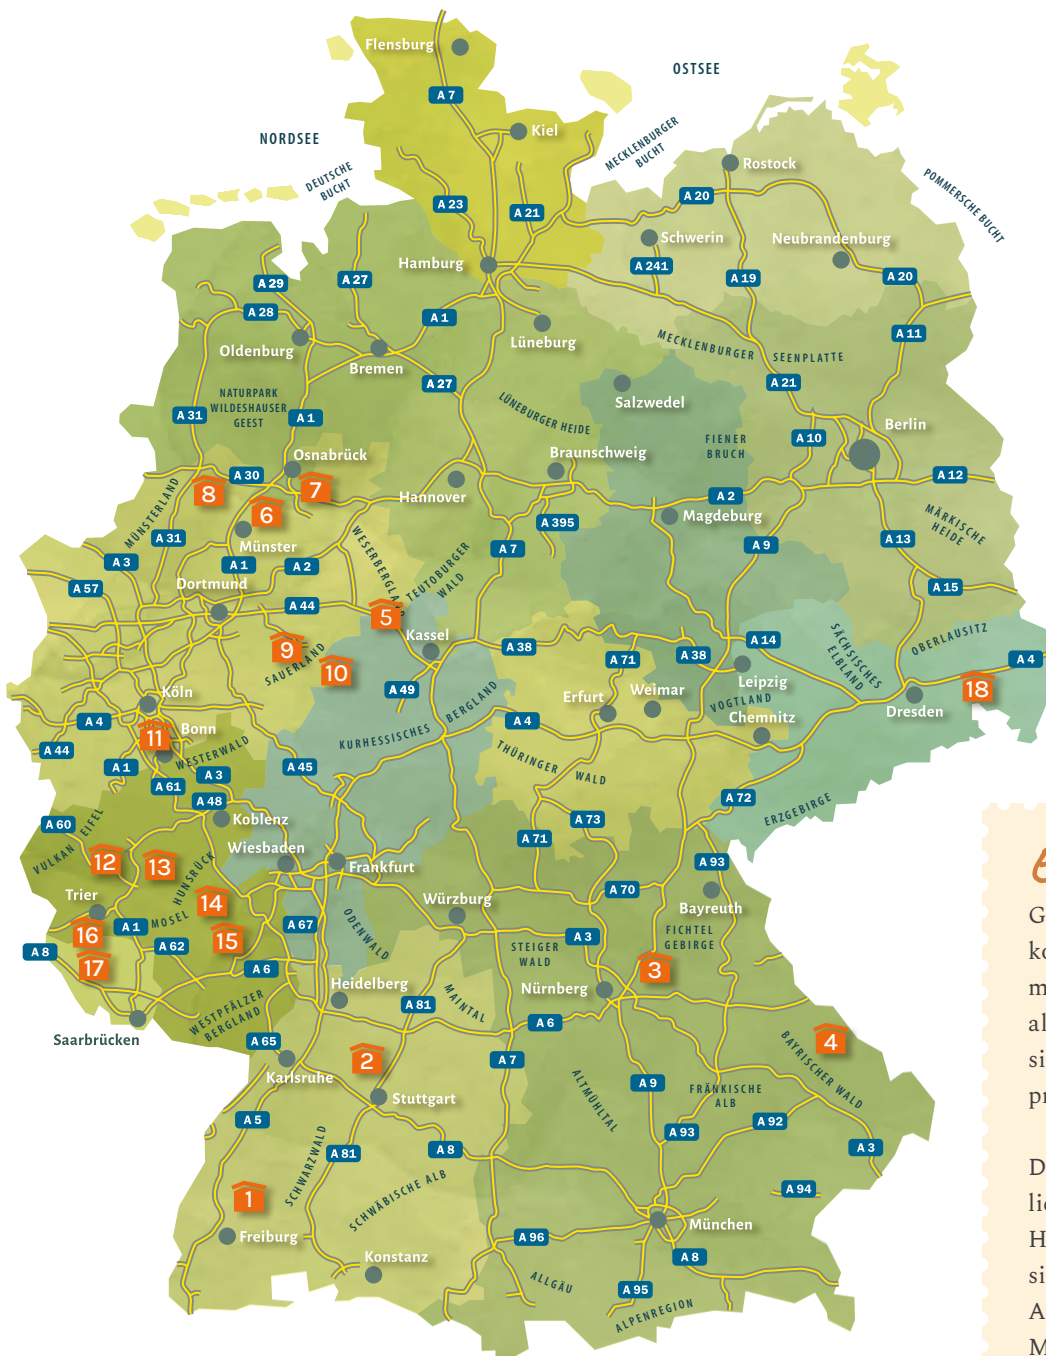 Flensburg
OSTSEE
A 7
NORDSEE
Kiel
MECKLENBURGER
BUCHT
DEUTSCHE
BUCHT
Rostock
POMMERSCHE BUCHT
A 23
A 21
A 20
Schwerin
Neubrandenburg
Hamburg
A 241
A 19
A 20
A 29
A 27
A 28
A 1
Lüneburg
A 11
Oldenburg
Bremen
MECKLENBURGER SEENPLATTE
A 27
A 21
NATURPARK
WILDESHAUSER
GEEST
Salzwedel
LÜNEBURGER HEIDE
A 31
A 1
Berlin
A 10
FIENER
BRUCH
Osnabrück
Braunschweig
A 30
A 12
8
7
Hannover
A 2
MÜNSTERLAND
6
Magdeburg
A 395
MÄRKISCHE
HEIDE
A 31
Münster
A 7
A 9
A 13
WESERBERGLA
TEUTOBURGER
WALD
A 3
A 1
A 2
A 57
Dortmund
A 15
A 44
5
Kassel
A 38
A 14
SÄCHSISCHES
ELBLAND
OBERLAUSITZ
9
SAUERLAND
10
A 71
A 38
Leipzig
A 4
18
Köln
A 49
Erfurt
Weimar
VOGTLAND
Dresden
A 4
KURHESSISCHES BERGLAND
A 4
Chemnitz
11
Bonn
A 44
WESTERWALD
THÜRINGER WALD
A 1
A 3
A 45
A 61
A 48
A 72
ERZGEBIRGE
A 60
VULKAN EIFEL
Koblenz
A 73
A 71
Wiesbaden
12
13
HUNSRÜCK
Frankfurt
A 93
Trier
14
A 70
Bayreuth
Würzburg
MOSEL
A 1
A 67
ODENWALD
16
15
A 62
A 3
FICHTEL
GEBIRGE
A 8
STEIGER
WALD
17
A 6
3
Heidelberg
Nürnberg
A 81
MAINTAL
WESTPFÄLZER
BERGLAND
A 6
Saarbrücken
A 65
4
BAYRISCHER WALD
Karlsruhe
2
A 7
ALTMÜHLTAL
A 9
FRÄNKISCHE
ALB
Stuttgart
A 5
A 92
A 93
A 81
A 8
A 3
SCHWARZWALD
SCHWÄBISCHE ALB
1
A 94
Freiburg
München
A 96
Konstanz
A 8
ALLGÄU
A 95
ALPENREGION
G
ko
m
al
si
pr
D
lic
H
si
A
M